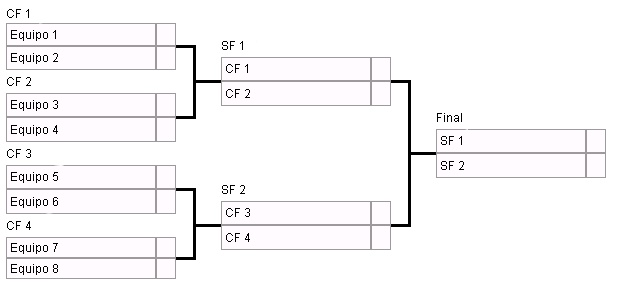 CF 1
Equipo 1
Equipo 2
CF 2
Equipo 3
Equipo 4
CF 3
Equipo 5
Equipo 6
CF 4
Equipo 7
Equipo 8
SF 1
CF 1
CF 2
SF 2
CF 3
CF 4
Final
SF 1
SF 2